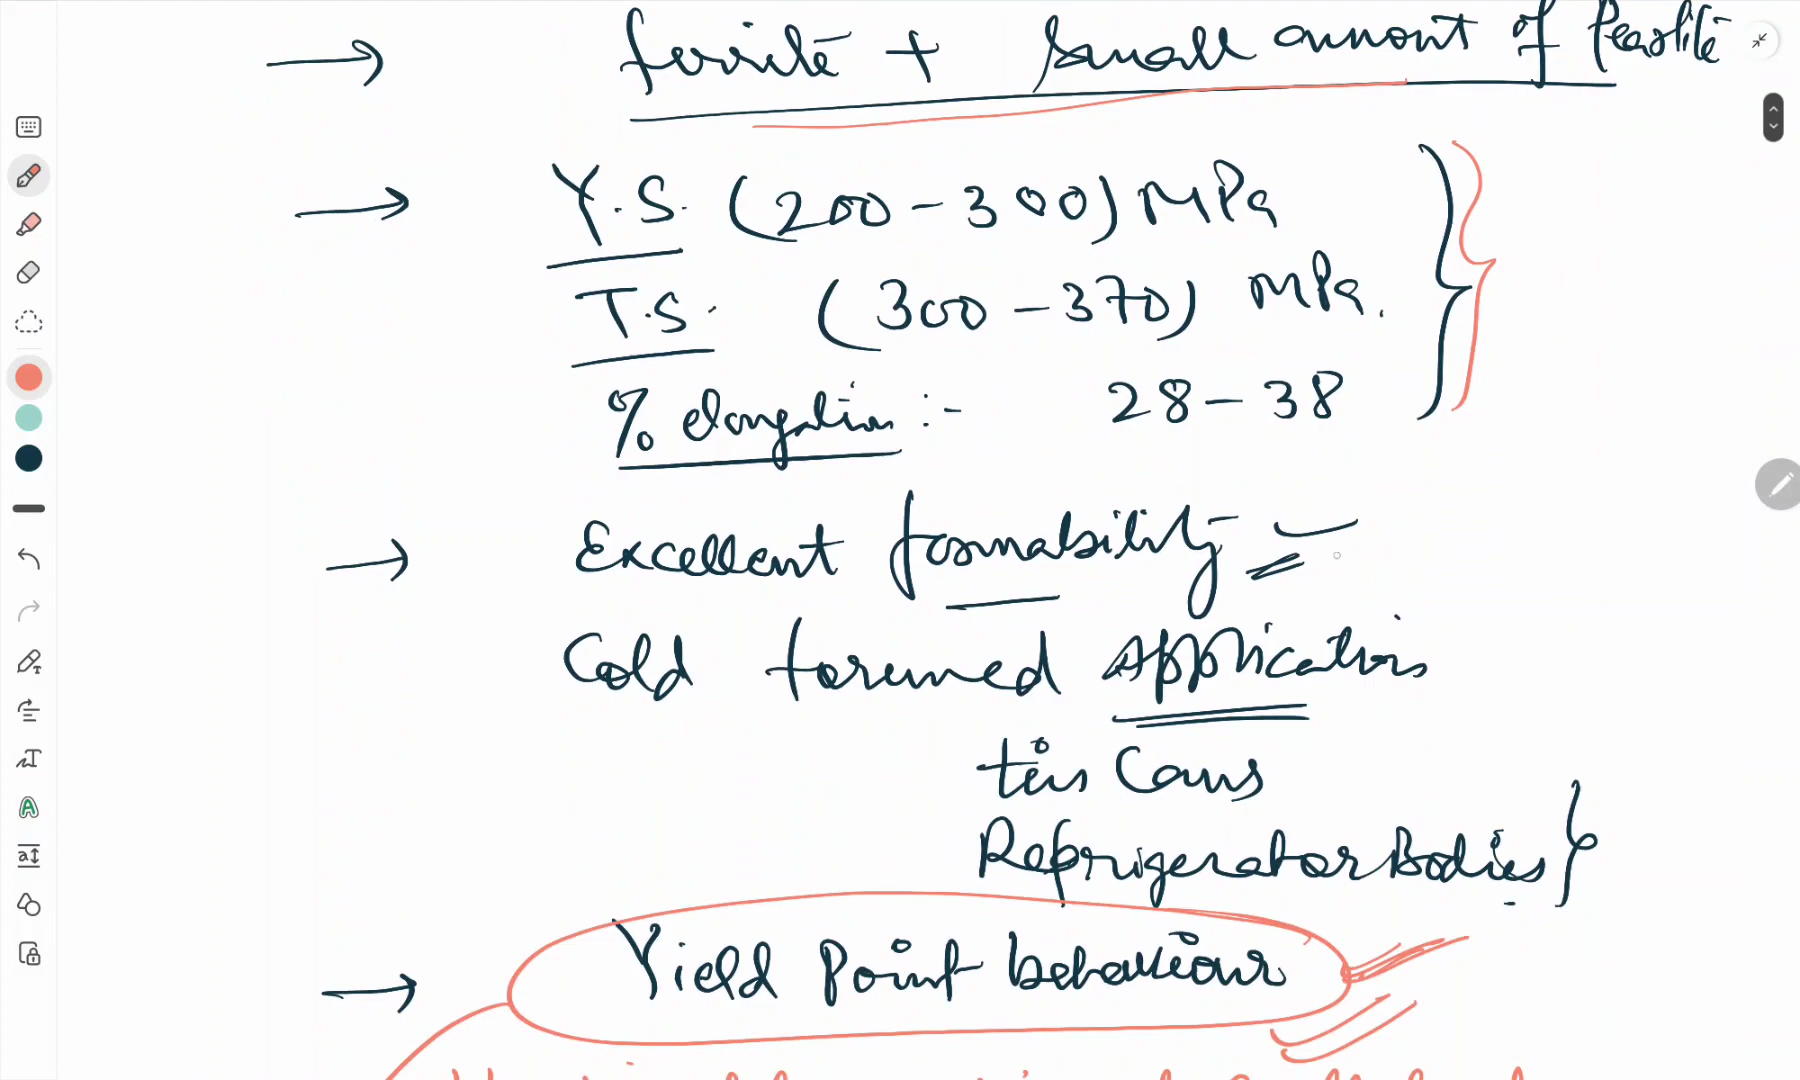 → ferrite + small amount of Pearlite
→ Y.S. (200 - 300) MPa
T.S. (300 - 370) MPa.
% elongation :- 28 - 38
→ Excellent formability
Cold formed Applications
tin Cans
Refrigerator Bodies
→ Yield Point behaviour